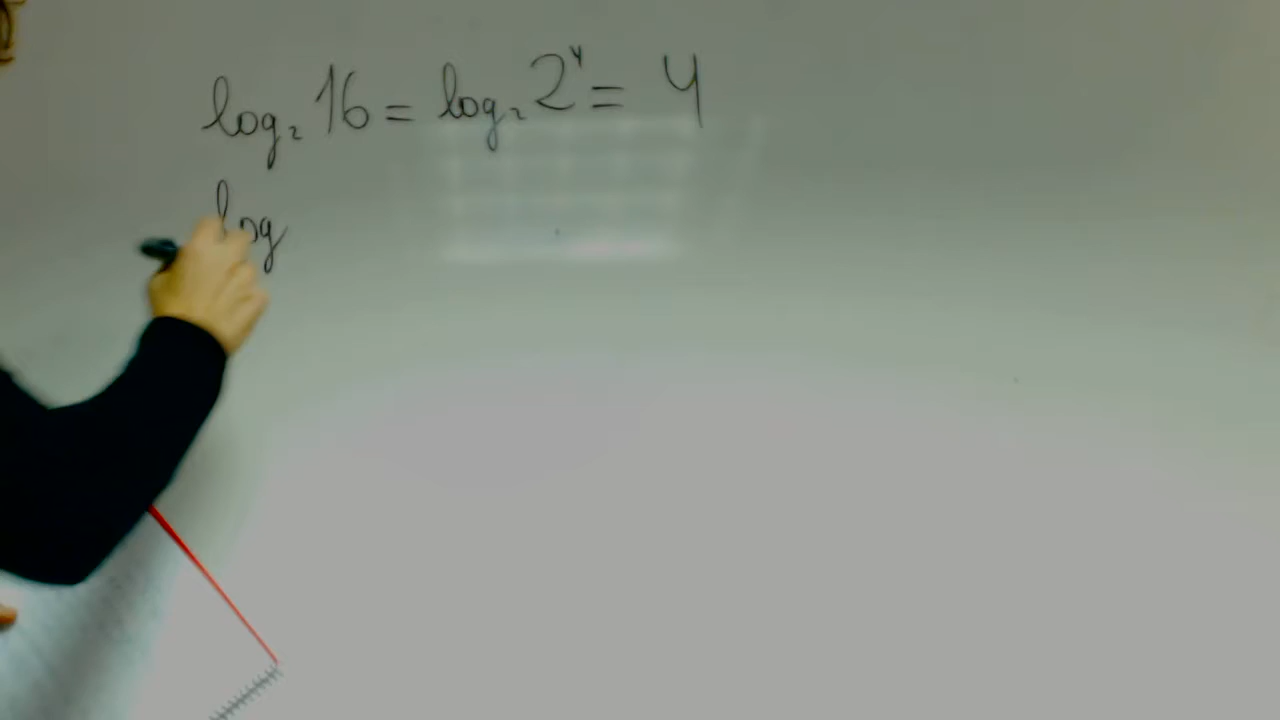 log₂ 16 = log₂ 2⁴ = 4
log